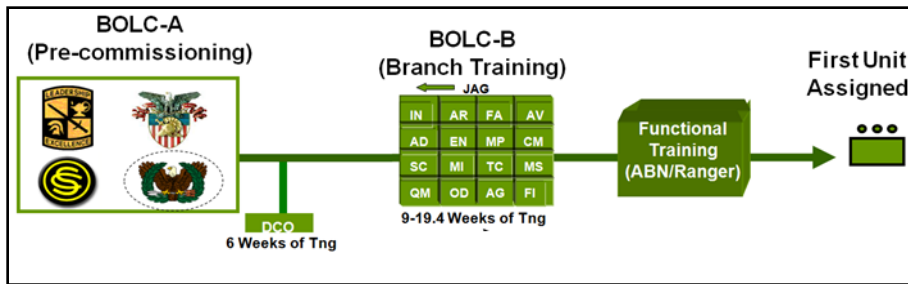 BOLC-A
(Pre-commissioning)
LEADERSHIP
EXCELLENCE
DCO
6 Weeks of Tng
BOLC-B
(Branch Training)
JAG
IN AR FA AV
AD EN MP CM
SC MI TC MS
QM OD AG FI
9-19.4 Weeks of Tng
Functional
Training
(ABN/Ranger)
First Unit
Assigned